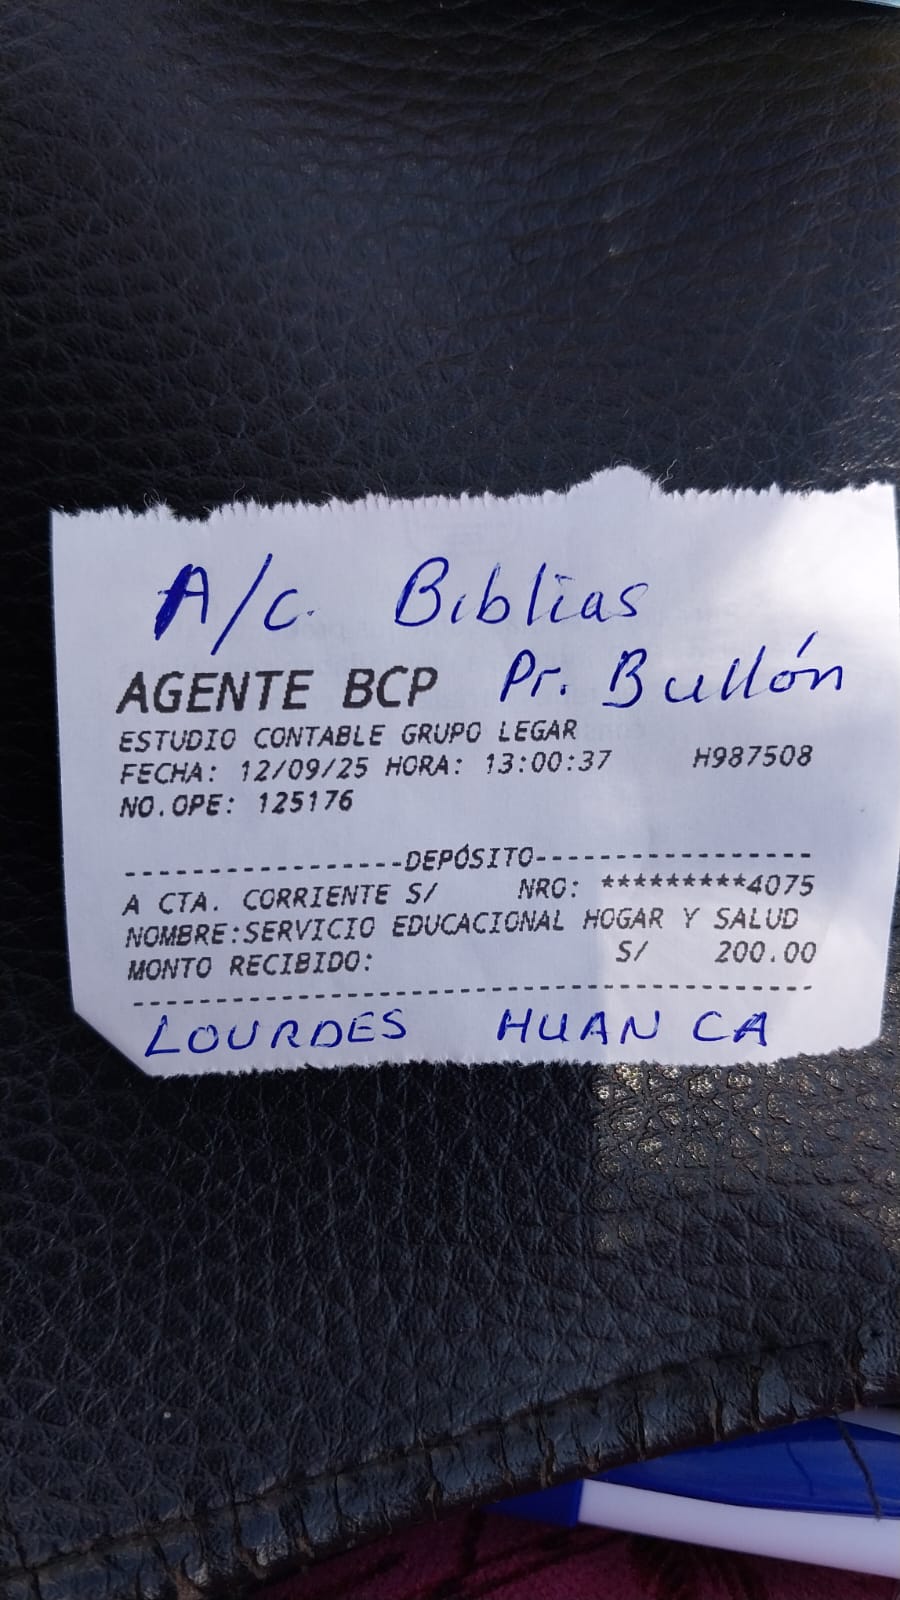 A/c. Biblias
AGENTE BCP Pr. Bullón
ESTUDIO CONTABLE GRUPO LEGAR
FECHA: 12/09/25 HORA: 13:00:37 H987508
NO.OPE: 125176
------------------DEPÓSITO------------------
A CTA. CORRIENTE S/ NRO: *********4075
NOMBRE:SERVICIO EDUCACIONAL HOGAR Y SALUD
MONTO RECIBIDO: S/ 200.00
--------------------------------------------
LOURDES HUANCA